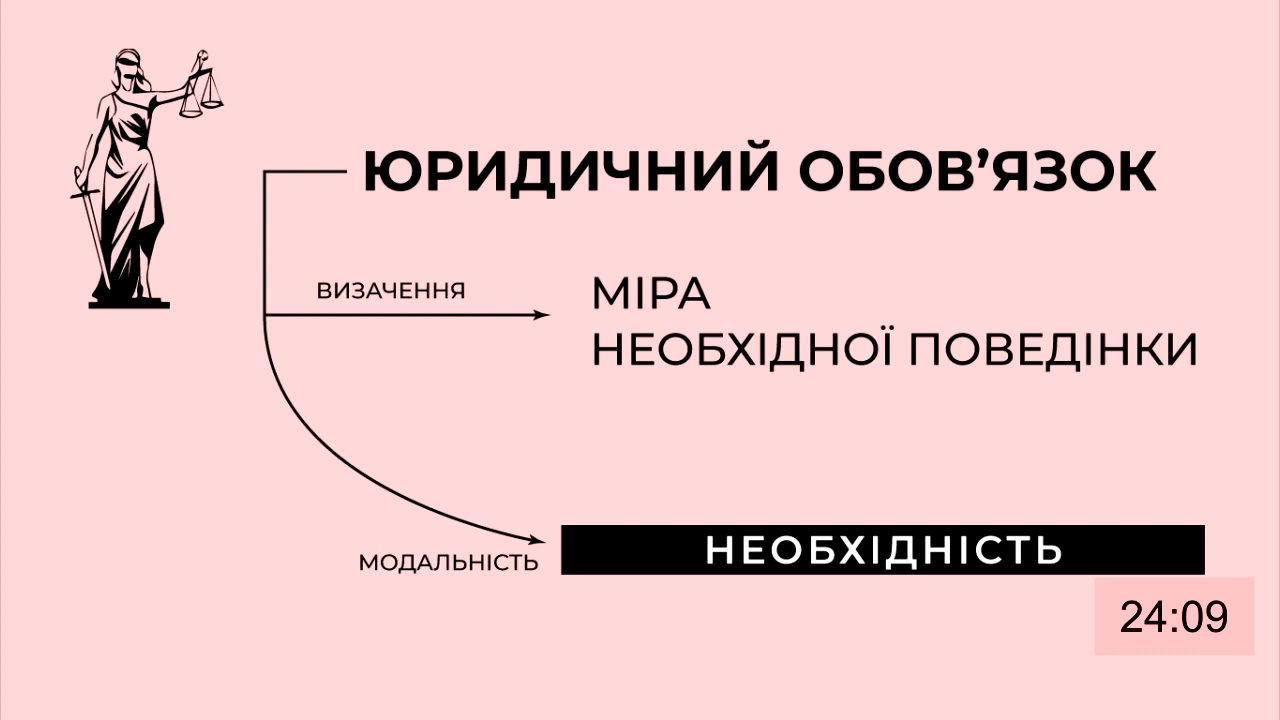 ЮРИДИЧНИЙ ОБОВ’ЯЗОК
ВИЗАЧЕННЯ
МІРА
НЕОБХІДНОЇ ПОВЕДІНКИ
МОДАЛЬНІСТЬ
НЕОБХІДНІСТЬ
24:09